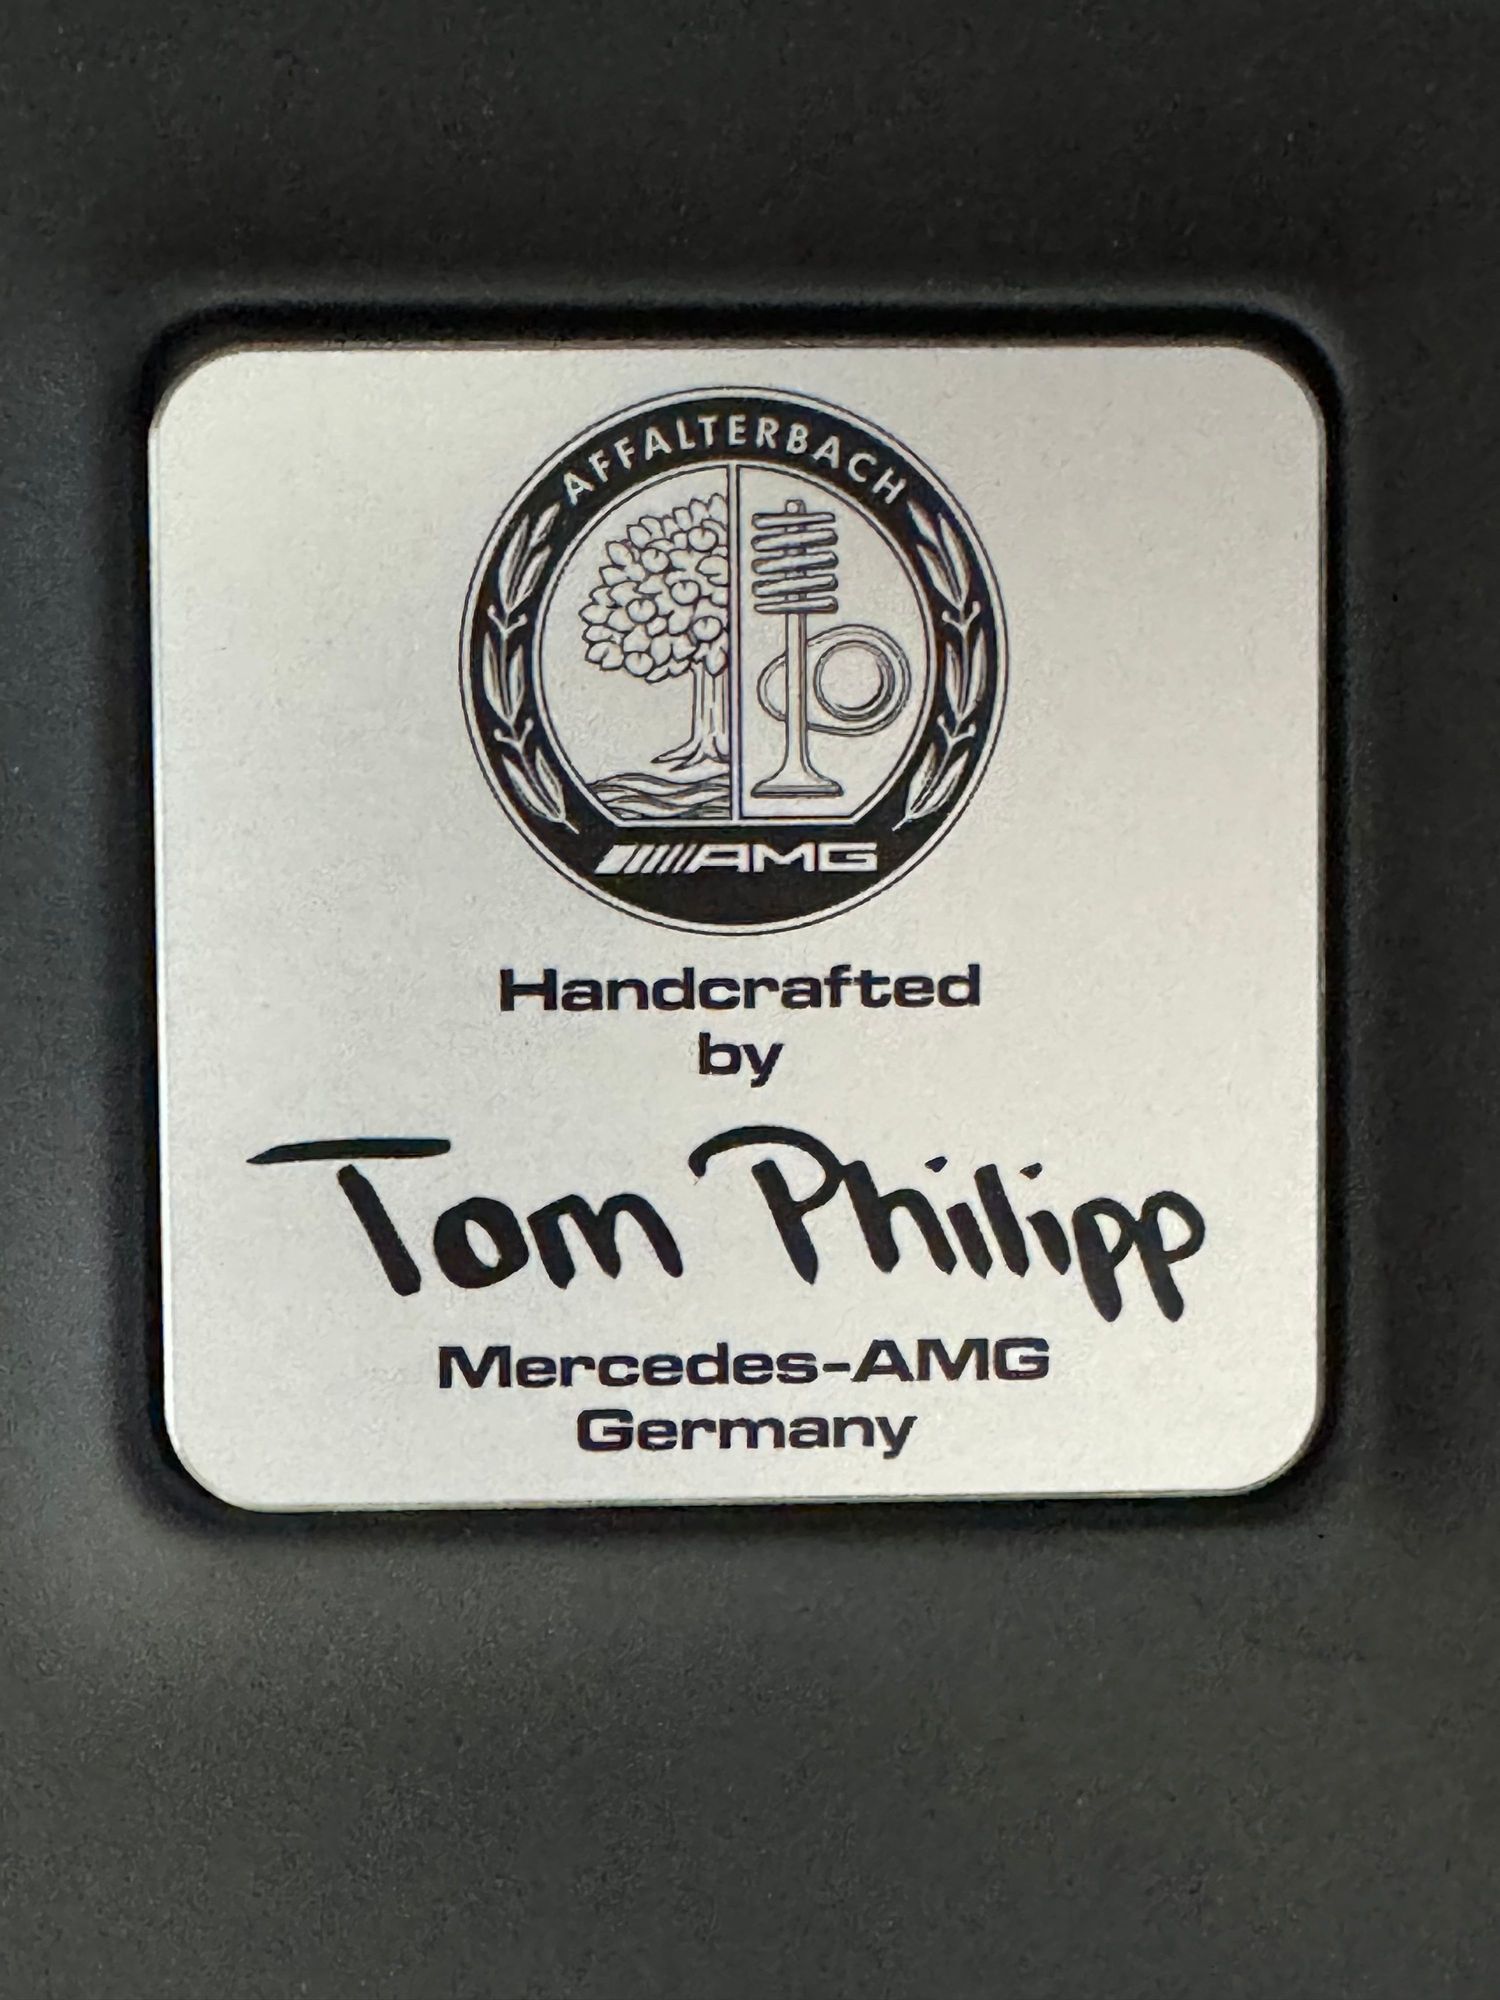 AFFALTERBACH
AMG
Handcrafted
by
Tom Philipp
Mercedes-AMG
Germany